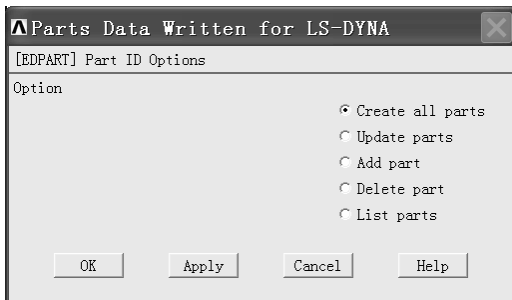 Parts Data Written for LS-DYNA
[EDPART] Part ID Options
Option
Create all parts
Update parts
Add part
Delete part
List parts
OK Apply Cancel Help